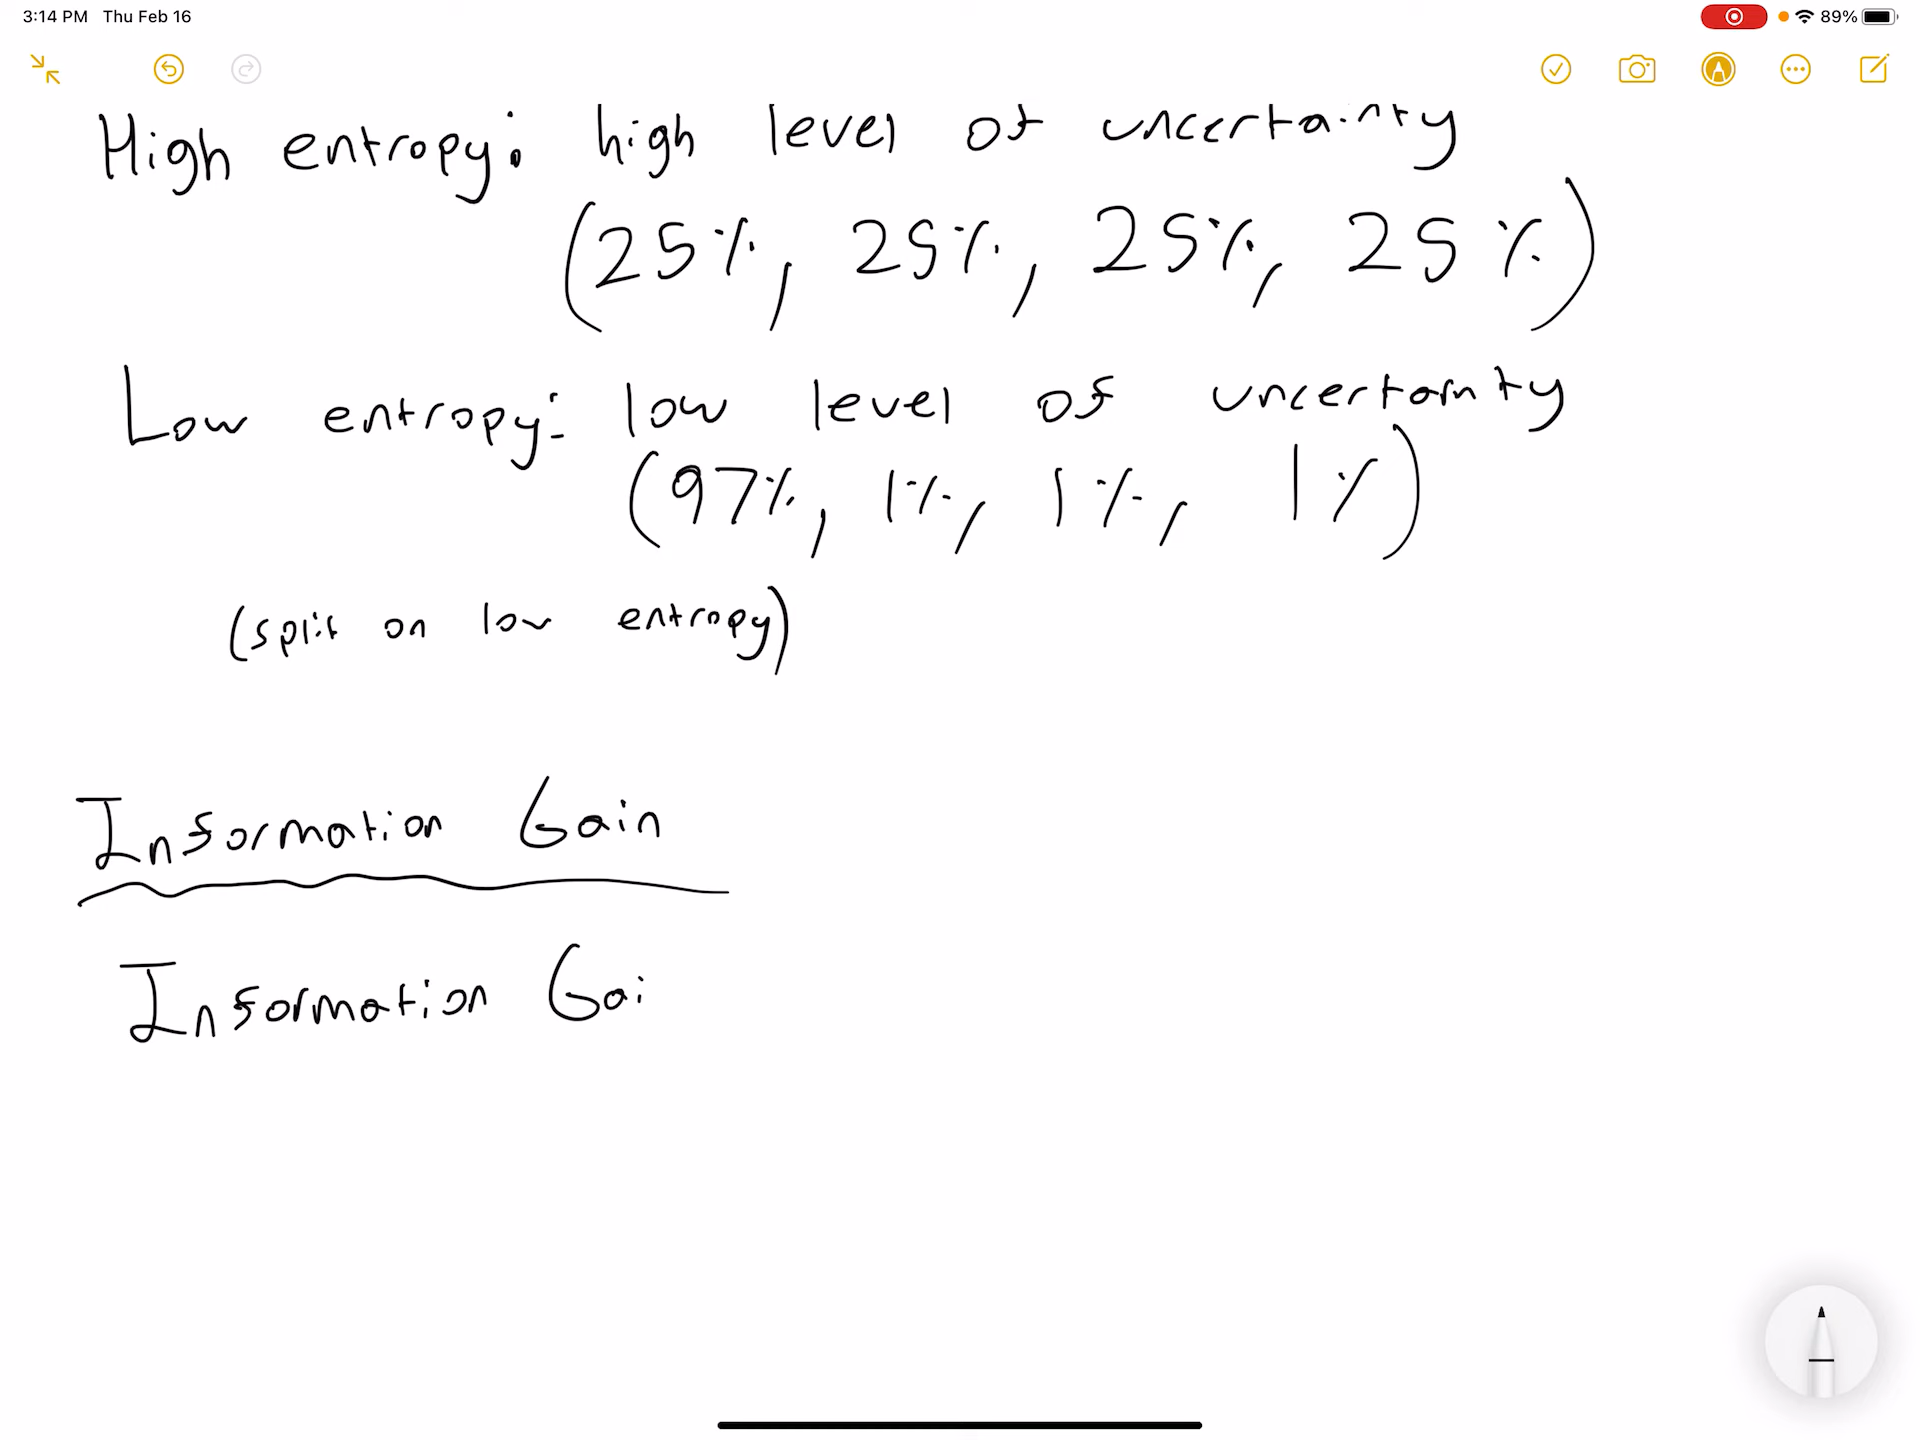 3:14 PM Thu Feb 16 89%
High entropy: high level of uncertainty
(25%, 25%, 25%, 25%)
Low entropy: low level of uncertainty
(97%, 1%, 1%, 1%)
(split on low entropy)
Information Gain
Information Gai